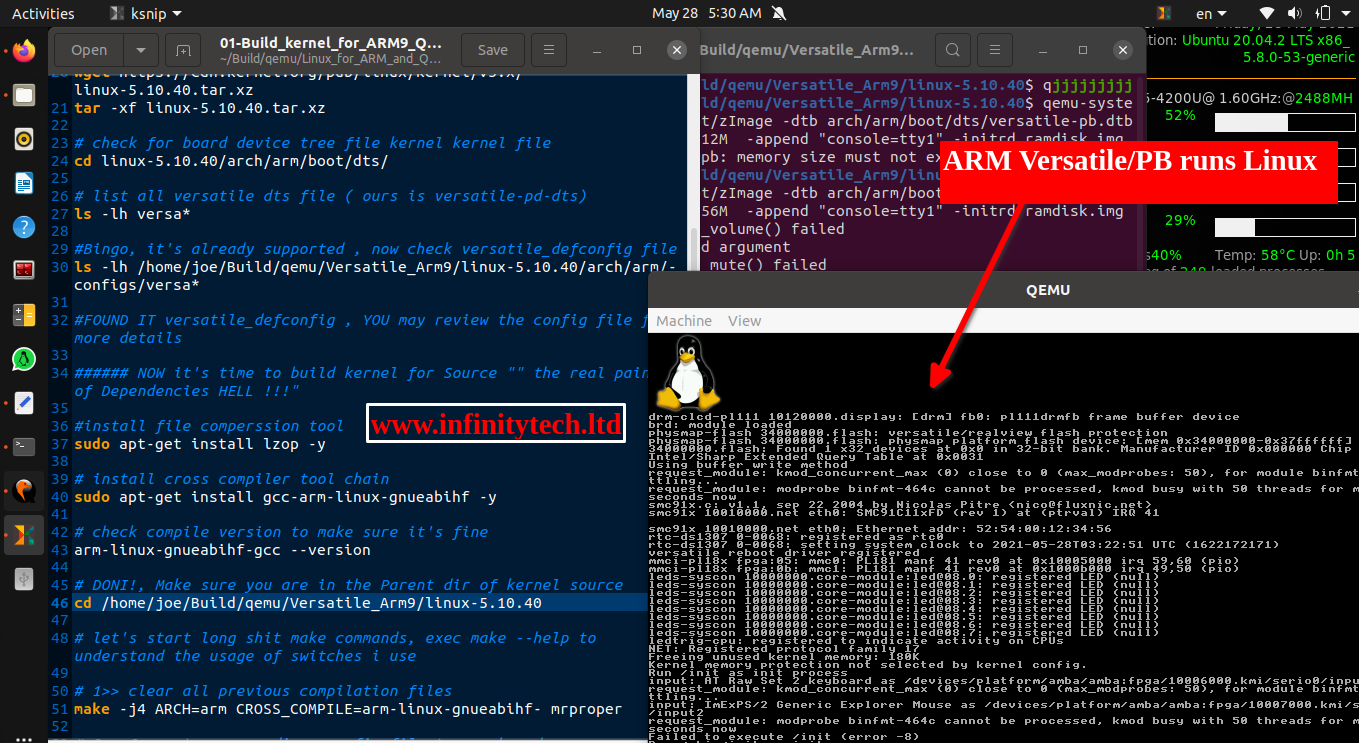 Activities
ksnip
May 28 5:30 AM
en
Open
01-Build_kernel_for_ARM9_Q...
~/Build/qemu/Linux_for_ARM_and_Q...
Save
linux-5.10.40.tar.xz
21 tar -xf linux-5.10.40.tar.xz
22
23 # check for board device tree file kernel kernel file
24 cd linux-5.10.40/arch/arm/boot/dts/
25
26 # list all versatile dts file ( ours is versatile-pd-dts)
27 ls -lh versa*
28
29 #Bingo, it's already supported , now check versatile_defconfig file
30 ls -lh /home/joe/Build/qemu/Versatile_Arm9/linux-5.10.40/arch/arm/-
configs/versa*
31
32 #FOUND IT versatile_defconfig , YOU may review the config file f
more details
33
34 ###### NOW it's time to build kernel for Source "" the real pain
of Dependencies HELL !!!"
35
36 #install file comperssion tool
37 sudo apt-get install lzop -y
38
39 # install cross compiler tool chain
40 sudo apt-get install gcc-arm-linux-gnueabihf -y
41
42 # check compile version to make sure it's fine
43 arm-linux-gnueabihf-gcc --version
44
45 # DONI!, Make sure you are in the Parent dir of kernel source
46 cd /home/joe/Build/qemu/Versatile_Arm9/linux-5.10.40
47
48 # let's start long shlt make commands, exec make --help to
understand the usage of switches i use
49
50 # 1>> clear all previous compilation files
51 make -j4 ARCH=arm CROSS_COMPILE=arm-linux-gnueabihf- mrproper
52
www.infinitytech.ltd
Build/qemu/Versatile_Arm9...
ld/qemu/Versatile_Arm9/linux-5.10.40$ qjjjjjjjjj
ld/qemu/Versatile_Arm9/linux-5.10.40$ qemu-syste
t/zImage -dtb arch/arm/boot/dts/versatile-pb.dtb
12M -append "console=tty1" -initrd ramdisk.img
pb: memory size must not ex
ld/qemu/Versatile_Arm9/linu
t/zImage -dtb arch/arm/boot
56M -append "console=tty1" -initrd ramdisk.img
_volume() failed
d argument
mute() failed
ARM Versatile/PB runs Linux
ition: Ubuntu 20.04.2 LTS x86_
5.8.0-53-generic
5-4200U@ 1.60GHz:@2488MH
52%
29%
s40% Temp: 58°C Up: 0h 5
QEMU
Machine View
drm-clcd-pl111 10120000.display: [drm] fb0: pl111drmfb frame buffer device
brd: module loaded
physmap-flash 34000000.flash: versatile/realview flash protection
physmap-flash 34000000.flash: physmap platform flash device: [mem 0x34000000-0x37ffffff]
34000000.flash: Found 1 x32 devices at 0x0 in 32-bit bank. Manufacturer ID 0x000000 Chip
Intel/Sharp Extended Query Table at 0x0031
Using buffer write method
request_module: kmod_concurrent_max (0) close to 0 (max_modprobes: 50), for module binfmt
ttling...
request_module: modprobe binfmt-464c cannot be processed, kmod busy with 50 threads for m
seconds now
smc91x.c: v1.1, sep 22 2004 by Nicolas Pitre (nico@fluxnic.net)
smc91x 10010000.net eth0: SMC91C11xFD (rev 1) at (ptrval) IRQ 41
smc91x 10010000.net eth0: Ethernet addr: 52:54:00:12:34:56
rtc-ds1307 0-0068: registered as rtc0
rtc-ds1307 0-0068: setting system clock to 2021-05-28T03:22:51 UTC (1622172171)
versatile reboot driver registered
mmci-pl18x fpga:05: mmc0: PL181 manf 41 rev0 at 0x10005000 irq 59,60 (pio)
mmci-pl18x fpga:0b: mmc1: PL181 manf 41 rev0 at 0x1000b000 irq 49,50 (pio)
leds-syscon 10000000.core-module:led@08.0: registered LED (null)
leds-syscon 10000000.core-module:led@08.1: registered LED (null)
leds-syscon 10000000.core-module:led@08.2: registered LED (null)
leds-syscon 10000000.core-module:led@08.3: registered LED (null)
leds-syscon 10000000.core-module:led@08.4: registered LED (null)
leds-syscon 10000000.core-module:led@08.5: registered LED (null)
leds-syscon 10000000.core-module:led@08.6: registered LED (null)
leds-syscon 10000000.core-module:led@08.7: registered LED (null)
ledtrig-cpu: registered to indicate activity on CPUs
NET: Registered protocol family 17
Freeing unused kernel memory: 180K
Kernel memory protection not selected by kernel config.
Run /init as init process
input: AT Raw Set 2 keyboard as /devices/platform/amba/amba:fpga/10006000.kmi/serio0/inpu
request_module: kmod_concurrent_max (0) close to 0 (max_modprobes: 50), for module binfmt
ttling...
input: ImExPS/2 Generic Explorer Mouse as /devices/platform/amba/amba:fpga/10007000.kmi/s
/input2
request_module: modprobe binfmt-464c cannot be processed, kmod busy with 50 threads for m
seconds now
Failed to execute /init (error -8)